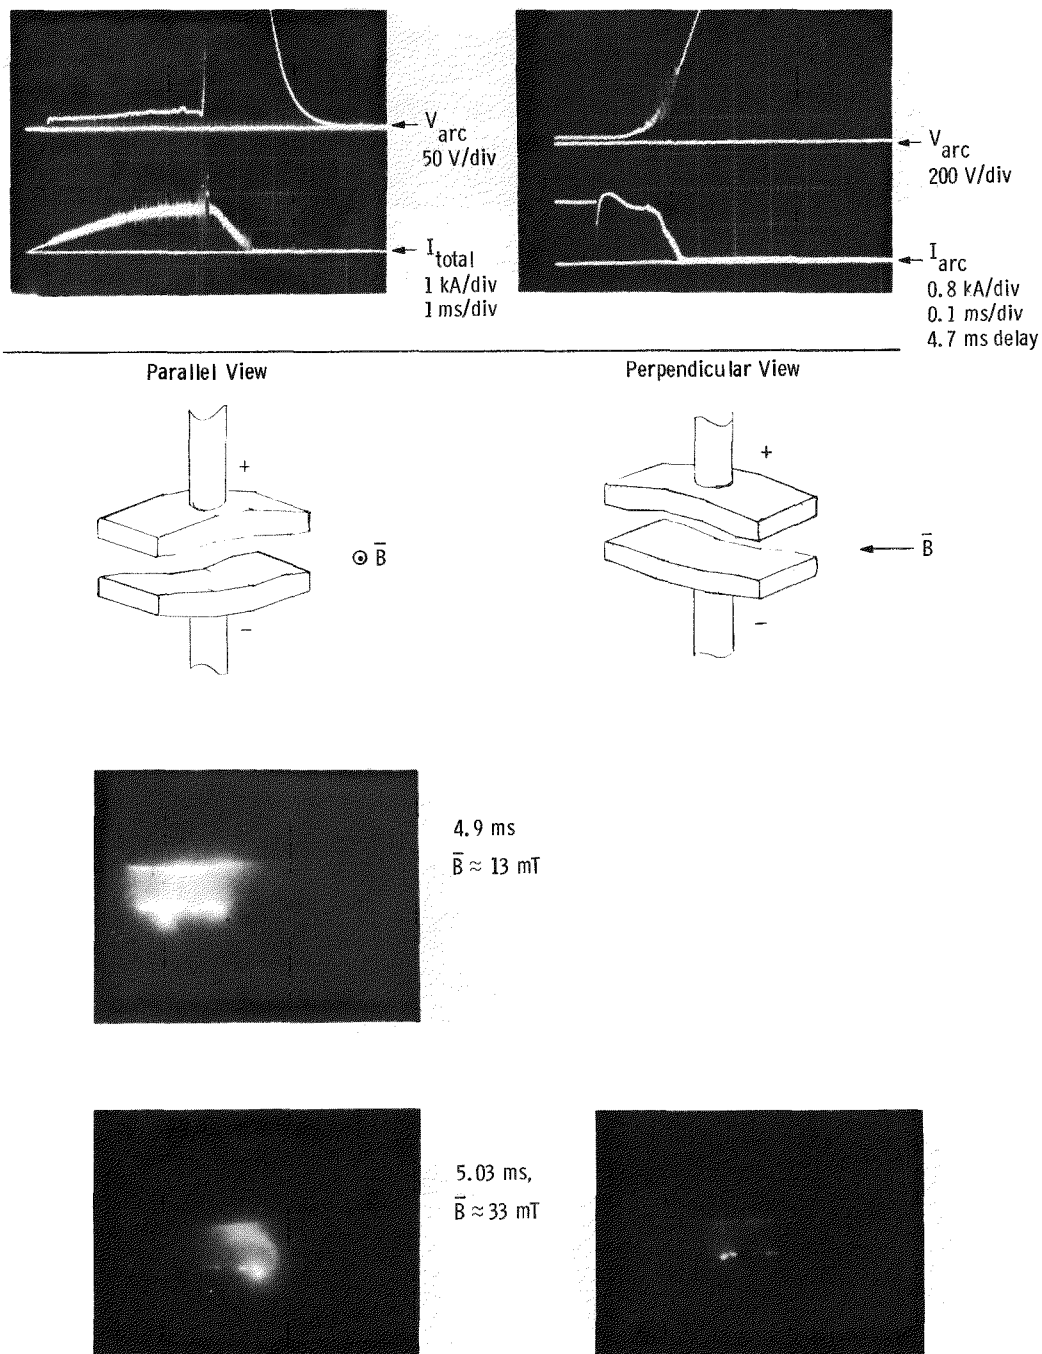 V arc
50 V/div
I total
1 kA/div
1 ms/div
V arc
200 V/div
I arc
0.8 kA/div
0.1 ms/div
4.7 ms delay
Parallel View
Perpendicular View
+
⊙ B̅
−
+
B̅
−
4.9 ms
B̅ ≈ 13 mT
5.03 ms,
B̅ ≈ 33 mT